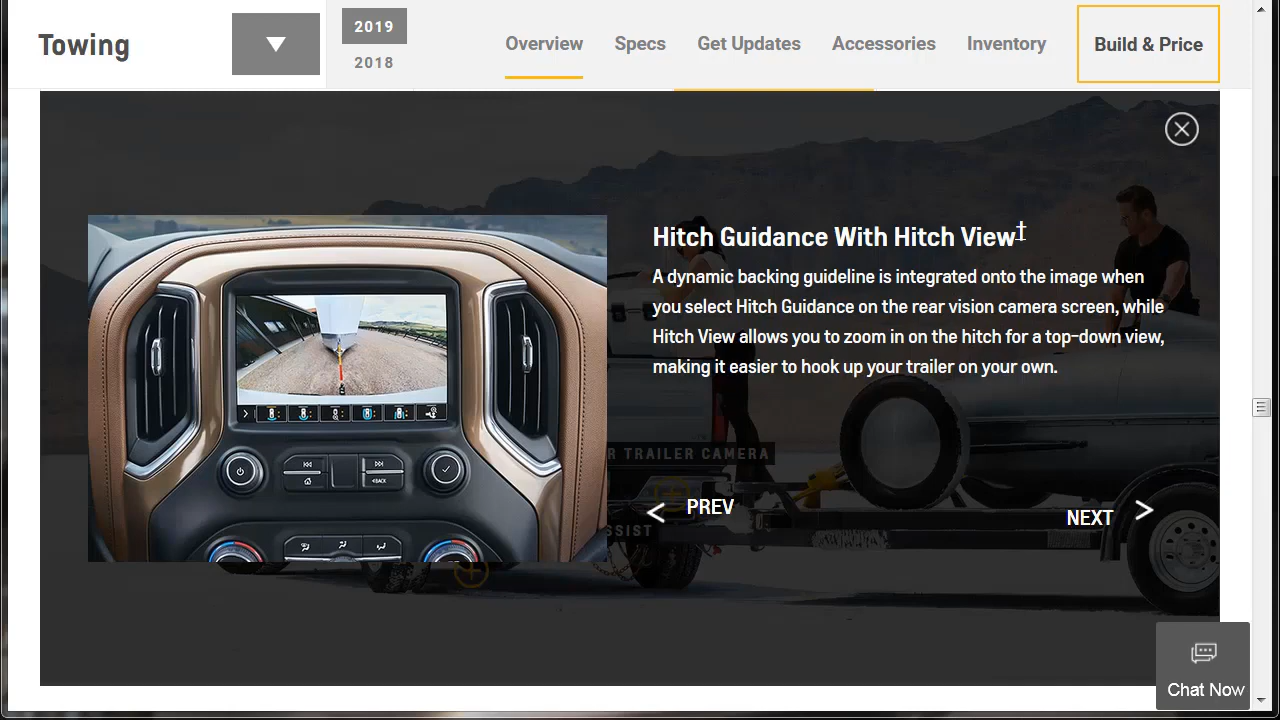 Towing
2019
2018
Overview
Specs
Get Updates
Accessories
Inventory
Build & Price
Hitch Guidance With Hitch View†
A dynamic backing guideline is integrated onto the image when
you select Hitch Guidance on the rear vision camera screen, while
Hitch View allows you to zoom in on the hitch for a top-down view,
making it easier to hook up your trailer on your own.
R TRAILER CAMERA
PREV
NEXT
SSIST
BACK
Chat Now